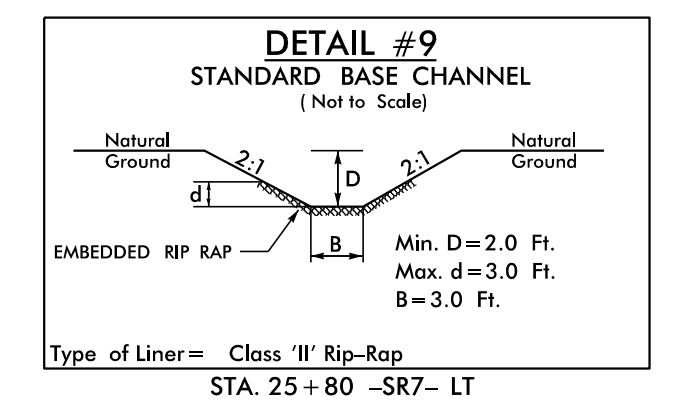 DETAIL #9
STANDARD BASE CHANNEL
( Not to Scale)
Natural
Ground
2:1
D
2:1
Natural
Ground
d
B
EMBEDDED RIP RAP
Min. D=2.0 Ft.
Max. d=3.0 Ft.
B=3.0 Ft.
Type of Liner= Class 'II' Rip-Rap
STA. 25+80 -SR7- LT